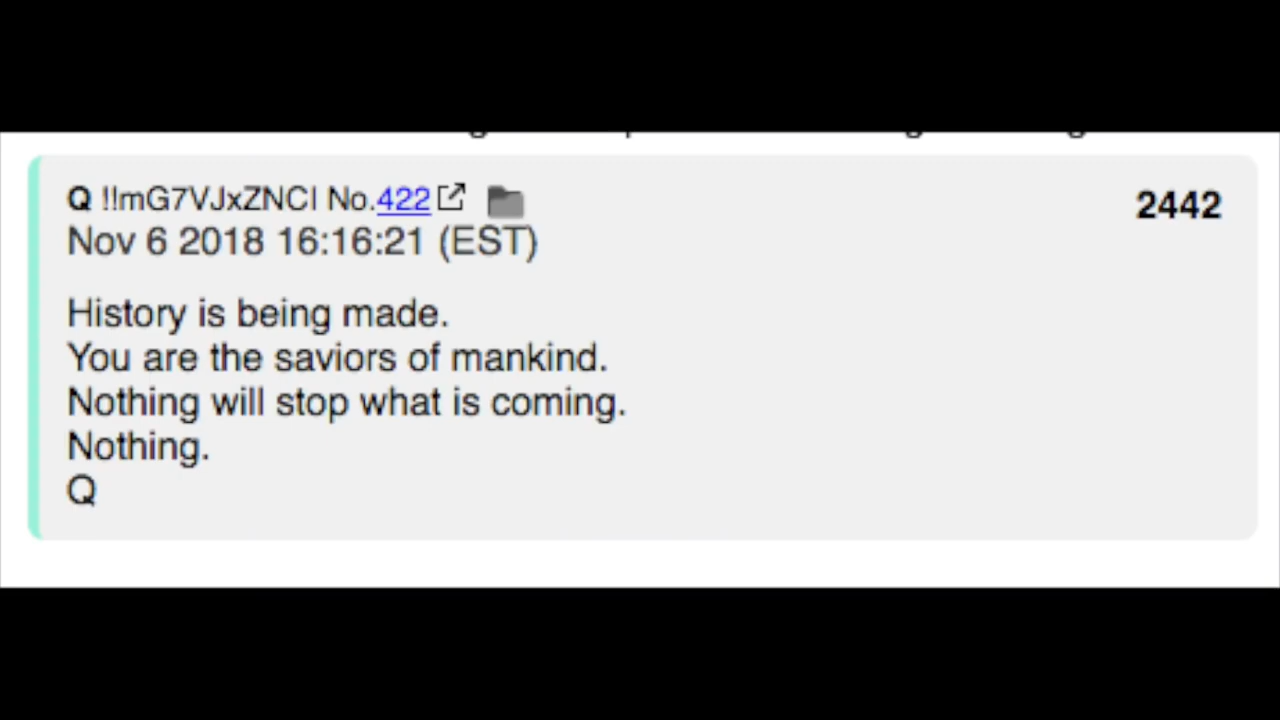 Q !!mG7VJxZNCI No.422
2442
Nov 6 2018 16:16:21 (EST)
History is being made.
You are the saviors of mankind.
Nothing will stop what is coming.
Nothing.
Q